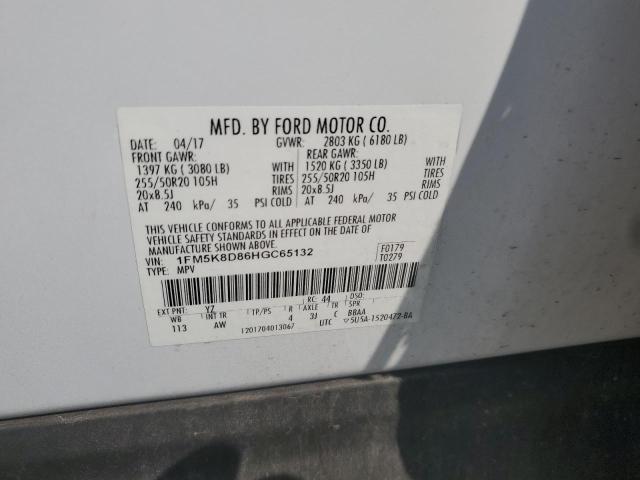 MFD. BY FORD MOTOR CO.
DATE: 04/17 GVWR: 2803 KG ( 6180 LB)
FRONT GAWR: REAR GAWR:
1397 KG ( 3080 LB) WITH 1520 KG ( 3350 LB) WITH
255/50R20 105H TIRES 255/50R20 105H TIRES
20x8.5J RIMS 20x8.5J RIMS
AT 240 kPa/ 35 PSI COLD AT 240 kPa/ 35 PSI COLD
THIS VEHICLE CONFORMS TO ALL APPLICABLE FEDERAL MOTOR
VEHICLE SAFETY STANDARDS IN EFFECT ON THE DATE OF
MANUFACTURE SHOWN ABOVE.
VIN: 1FM5K8D86HGC65132 F0179
TYPE: MPV T0279
EXT PNT: YZ RC: 44 DSO:
WB INT TR TP/PS R AXLE TR SPR
113 AW 4 3J C BBAA
1201704013067 UTC ▽5U5A-1520472-BA